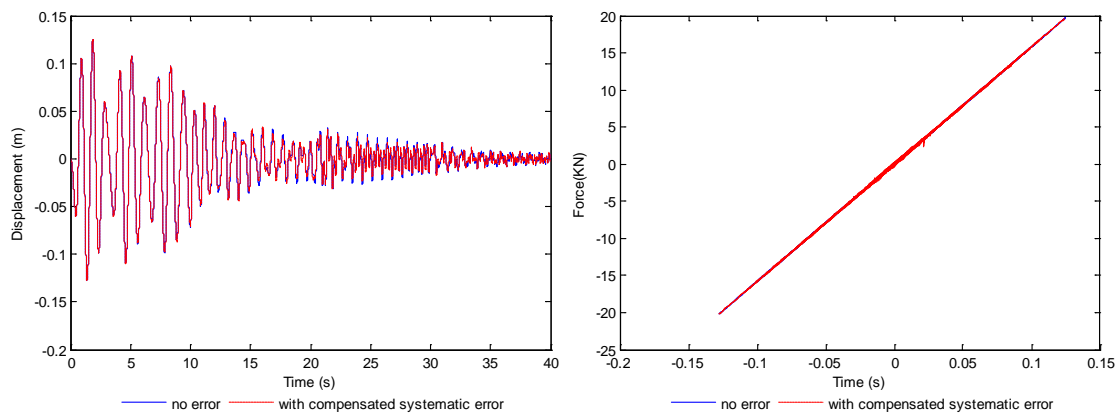 0.15
0.1
0.05
0
-0.05
-0.1
-0.15
-0.2
0 5 10 15 20 25 30 35 40
Displacement (m)
Time (s)
no error with compensated systematic error
20
15
10
5
0
-5
-10
-15
-20
-25
-0.2 -0.15 -0.1 -0.05 0 0.05 0.1 0.15
Force(KN)
Time (s)
no error with compensated systematic error